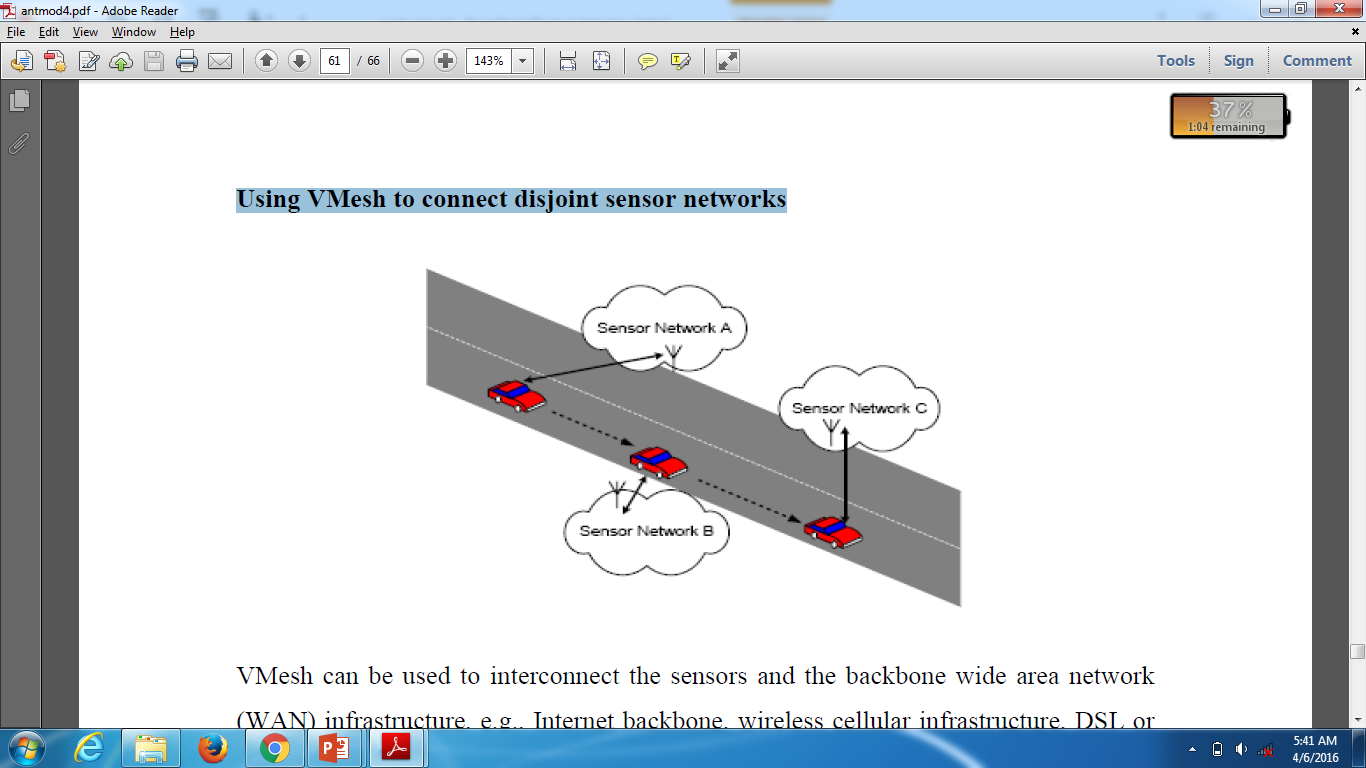 antmod4.pdf - Adobe Reader
File Edit View Window Help
61 / 66 143% Tools Sign Comment
37%
1:04 remaining
Using VMesh to connect disjoint sensor networks
Sensor Network A
Sensor Network C
Sensor Network B
VMesh can be used to interconnect the sensors and the backbone wide area network
(WAN) infrastructure, e.g., Internet backbone, wireless cellular infrastructure, DSL or
5:41 AM
4/6/2016